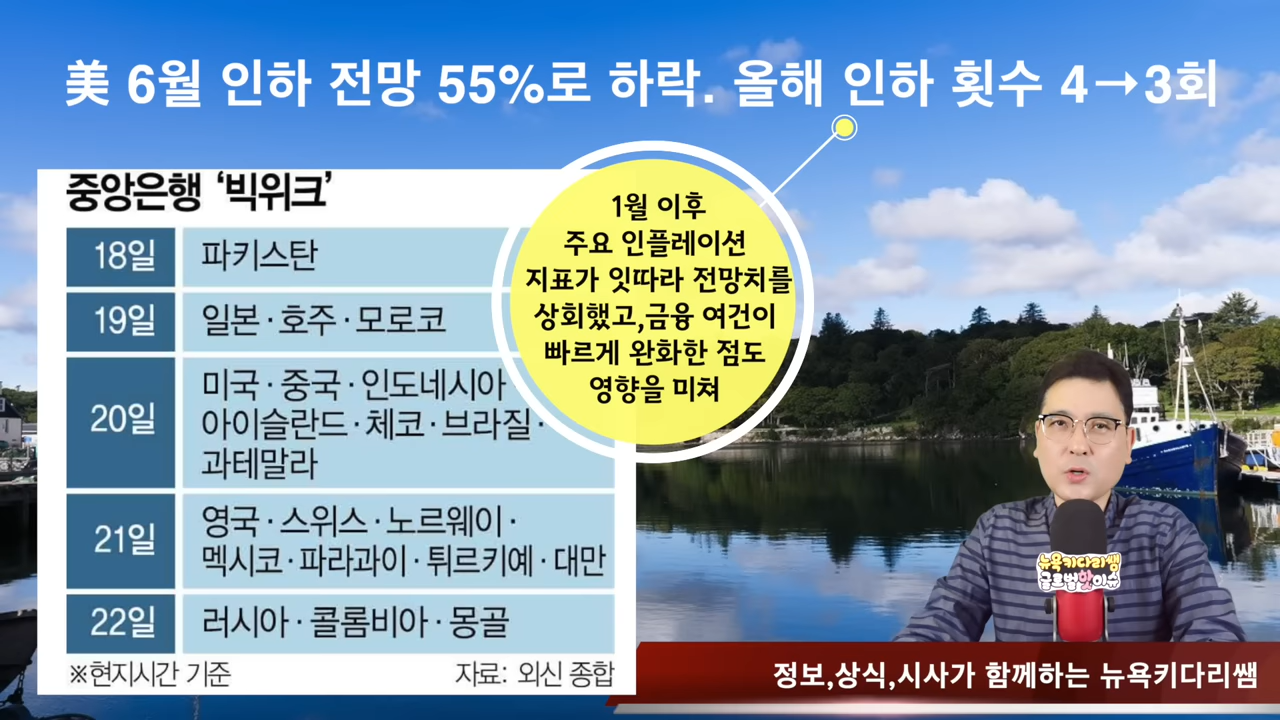 美 6월 인하 전망 55%로 하락. 올해 인하 횟수 4→3회
중앙은행 ‘빅위크’
18일 파키스탄
19일 일본·호주·모로코
20일 미국·중국·인도네시아
아이슬란드·체코·브라질·
과테말라
21일 영국·스위스·노르웨이·
멕시코·파라과이·튀르키예·대만
22일 러시아·콜롬비아·몽골
※현지시간 기준 자료: 외신 종합
1월 이후
주요 인플레이션
지표가 잇따라 전망치를
상회했고,금융 여건이
빠르게 완화한 점도
영향을 미쳐
뉴욕키다리쌤
글로벌핫이슈
정보,상식,시사가 함께하는 뉴욕키다리쌤